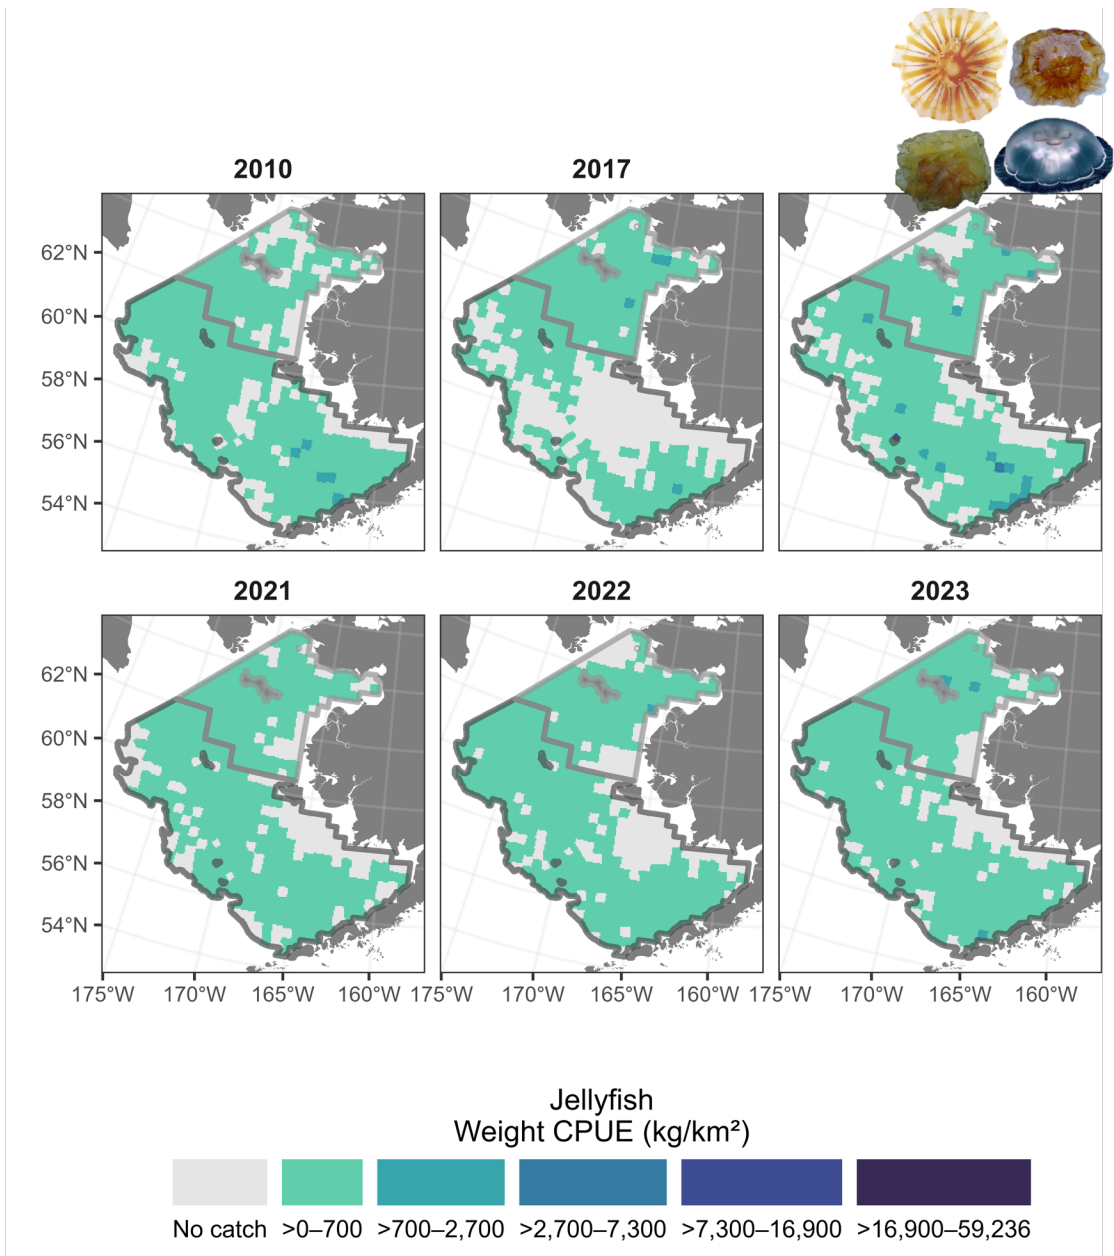 2010
2017
62°N
60°N
58°N
56°N
54°N
2021
2022
2023
62°N
60°N
58°N
56°N
54°N
175°W 170°W 165°W 160°W 175°W 170°W 165°W 160°W 175°W 170°W 165°W 160°W
Jellyfish
Weight CPUE (kg/km²)
No catch >0–700 >700–2,700 >2,700–7,300 >7,300–16,900 >16,900–59,236